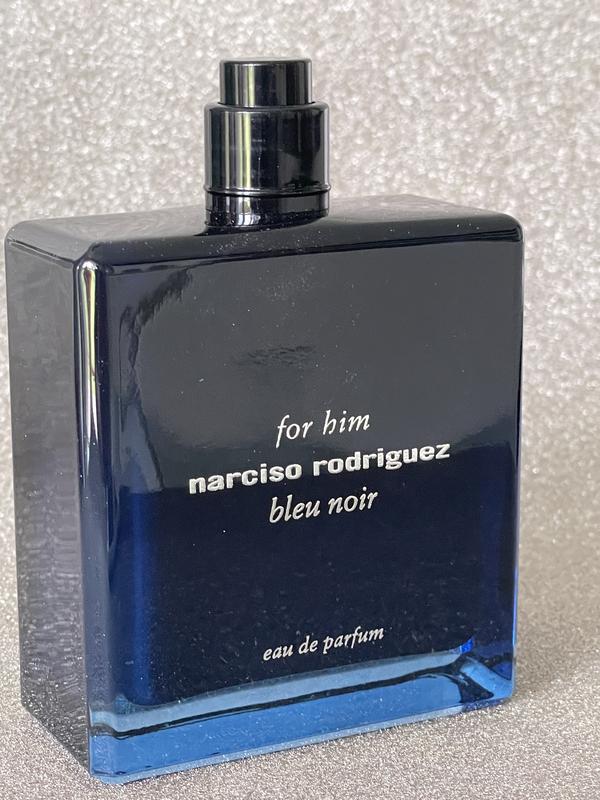 for him
narciso rodriguez
bleu noir
eau de parfum